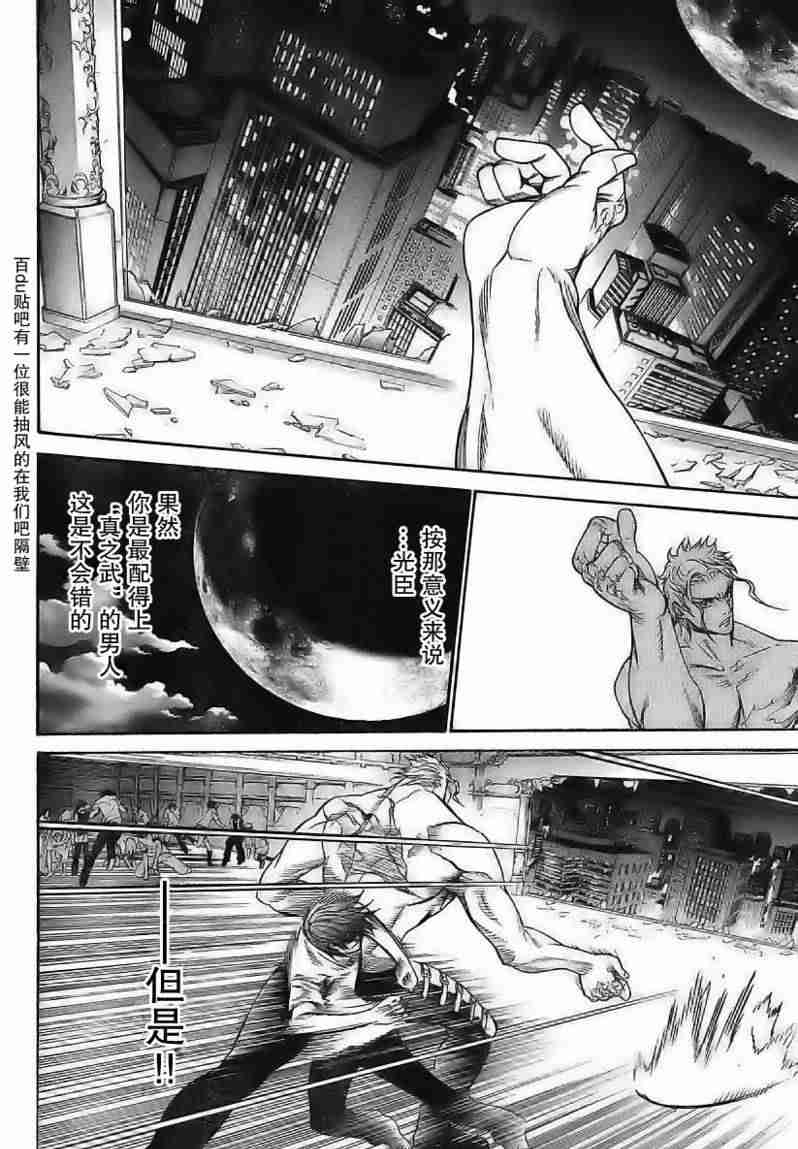 按那意义来说
…光臣
果然
你是最配得上
“真之武”的男人
这是不会错的
——但是!!
百du贴吧有一位很能抽风的在我们吧隔壁